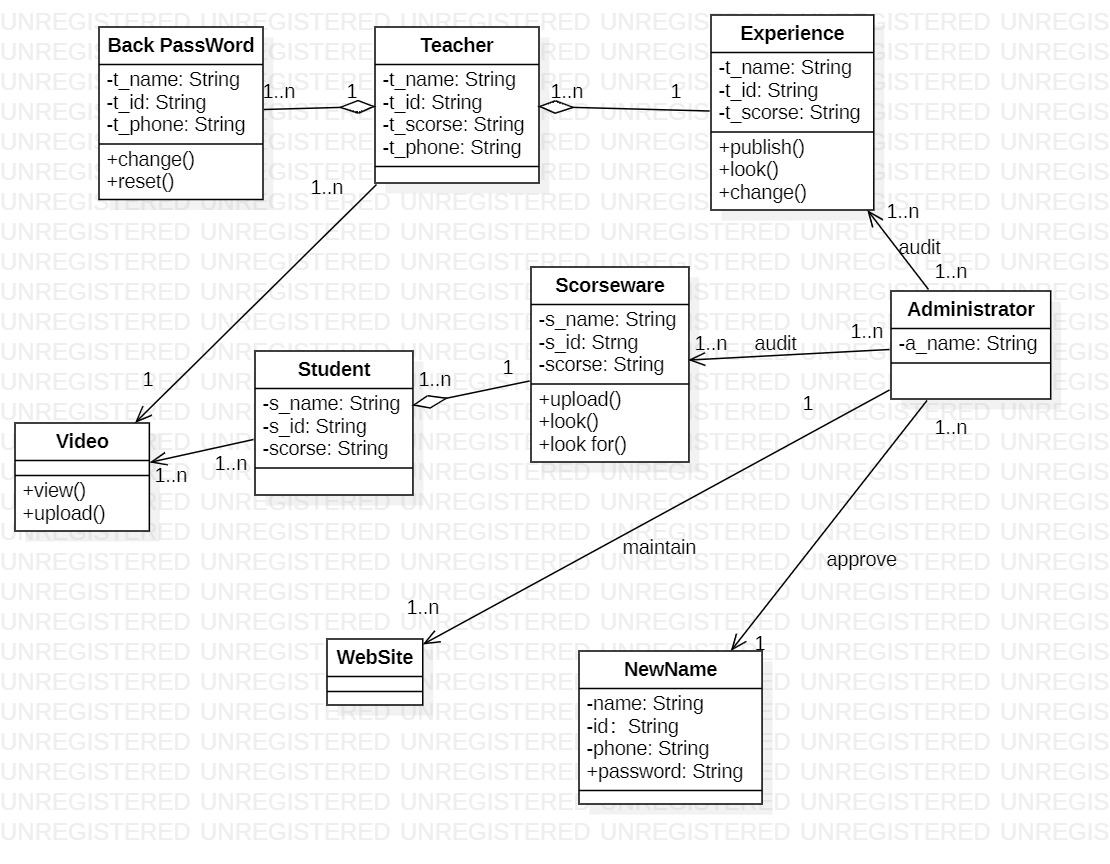 Back PassWord
-t_name: String
-t_id: String
-t_phone: String
+change()
+reset()
1..n
1
Teacher
-t_name: String
-t_id: String
-t_scorse: String
-t_phone: String
1..n
1
Experience
-t_name: String
-t_id: String
-t_scorse: String
+publish()
+look()
+change()
1..n
1
1..n
audit
1..n
Scorseware
-s_name: String
-s_id: Strng
-scorse: String
+upload()
+look()
+look for()
1..n
audit
1..n
Administrator
-a_name: String
Student
-s_name: String
-s_id: String
-scorse: String
1..n
1
Video
+view()
+upload()
1..n
1..n
1
maintain
1..n
WebSite
1..n
approve
1
NewName
-name: String
-id：String
-phone: String
+password: String
UNREGISTERED